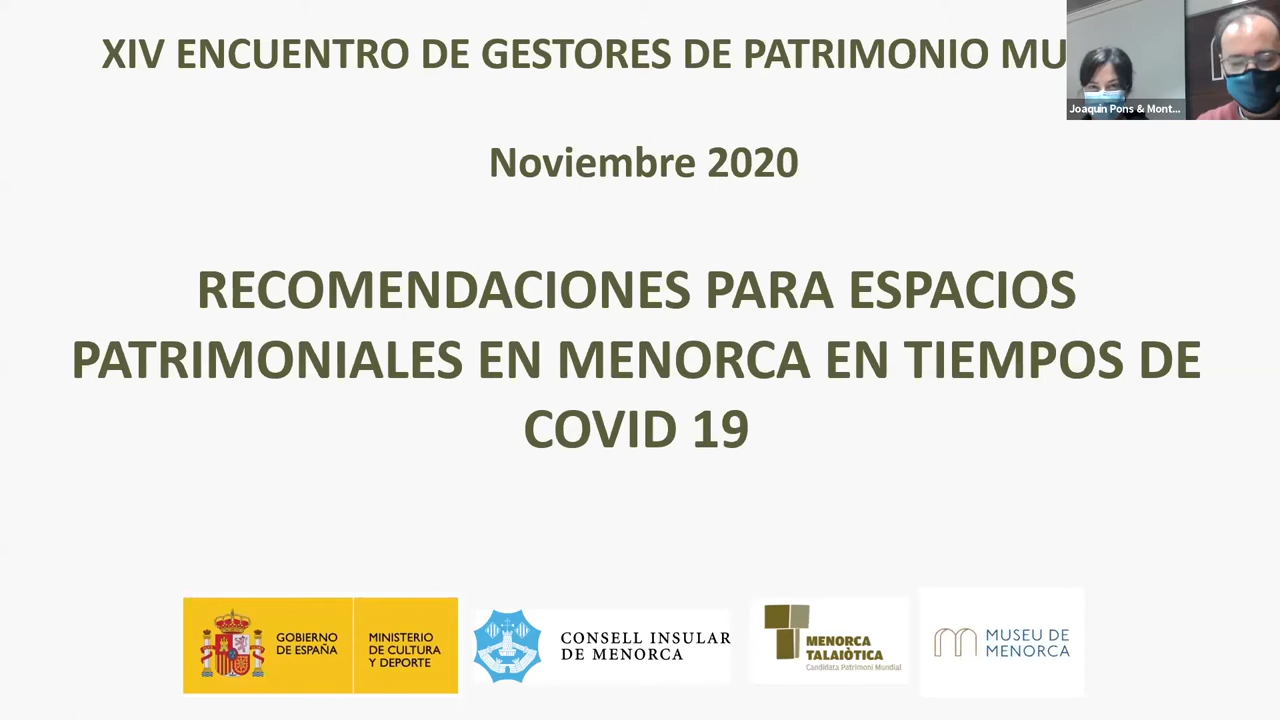 XIV ENCUENTRO DE GESTORES DE PATRIMONIO MU
Joaquín Pons & Mont...
Noviembre 2020
RECOMENDACIONES PARA ESPACIOS
PATRIMONIALES EN MENORCA EN TIEMPOS DE
COVID 19
GOBIERNO
DE ESPAÑA
MINISTERIO
DE CULTURA
Y DEPORTE
CONSELL INSULAR
DE MENORCA
MENORCA
TALAIÒTICA
Candidata Patrimoni Mundial
MUSEU DE
MENORCA